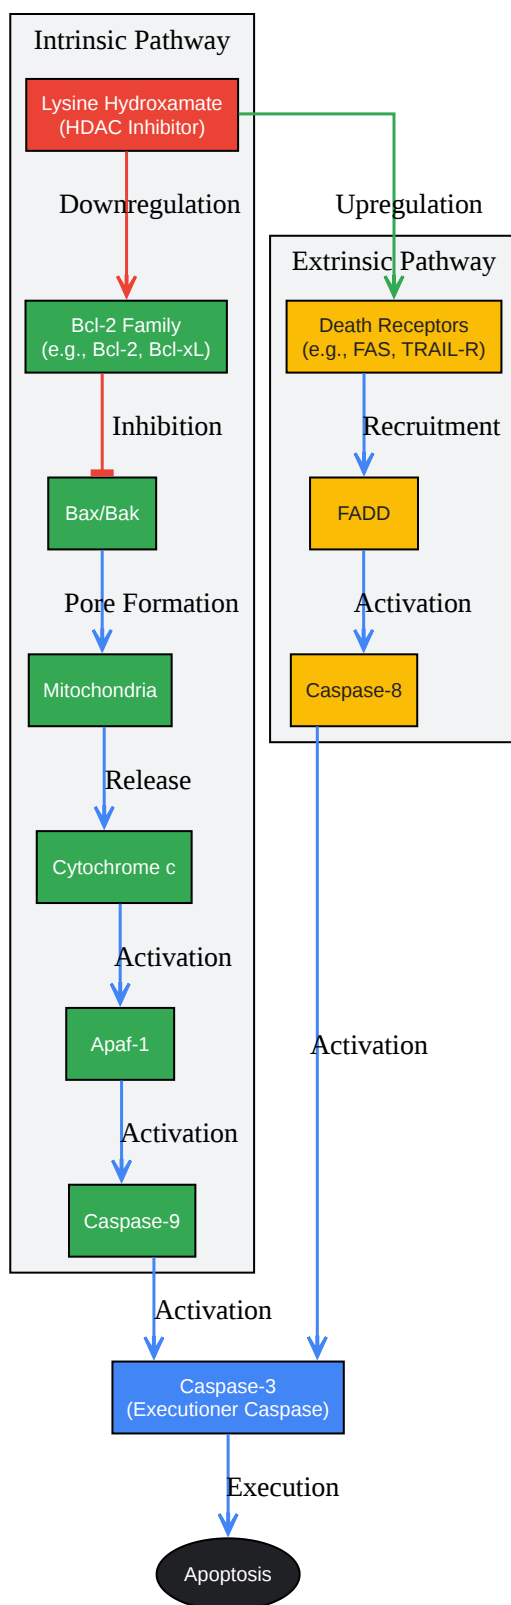 Intrinsic Pathway
Lysine Hydroxamate
(HDAC Inhibitor)
Downregulation
Upregulation
Extrinsic Pathway
Bcl-2 Family
(e.g., Bcl-2, Bcl-xL)
Death Receptors
(e.g., FAS, TRAIL-R)
Inhibition
Recruitment
Bax/Bak
FADD
Pore Formation
Activation
Mitochondria
Caspase-8
Release
Cytochrome c
Activation
Apaf-1
Activation
Activation
Caspase-9
Activation
Caspase-3
(Executioner Caspase)
Execution
Apoptosis